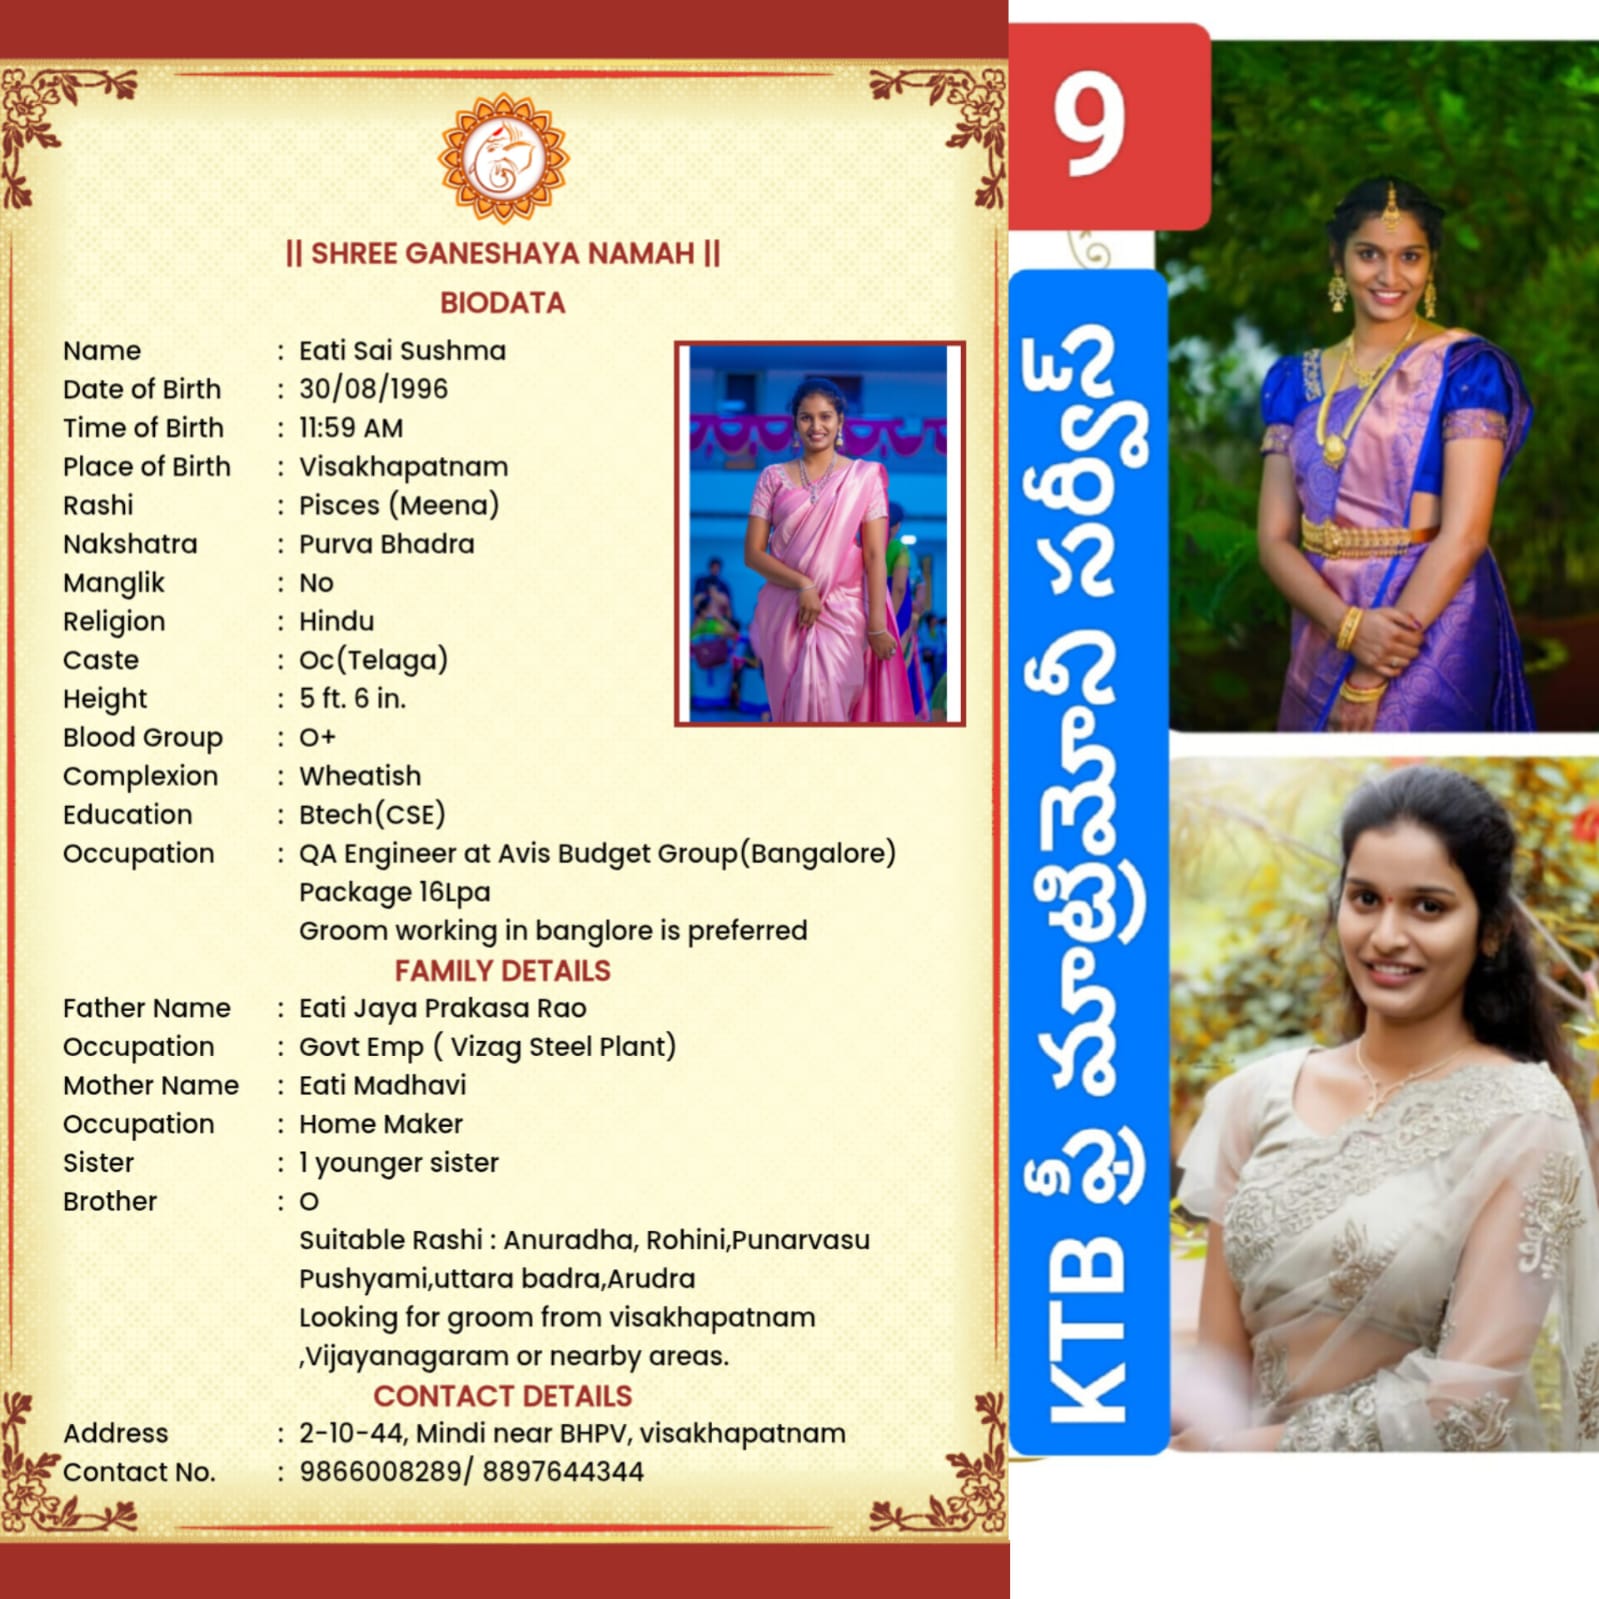 || SHREE GANESHAYA NAMAH ||
BIODATA
Name : Eati Sai Sushma
Date of Birth : 30/08/1996
Time of Birth : 11:59 AM
Place of Birth : Visakhapatnam
Rashi : Pisces (Meena)
Nakshatra : Purva Bhadra
Manglik : No
Religion : Hindu
Caste : Oc(Telaga)
Height : 5 ft. 6 in.
Blood Group : O+
Complexion : Wheatish
Education : Btech(CSE)
Occupation : QA Engineer at Avis Budget Group(Bangalore)
Package 16Lpa
Groom working in banglore is preferred
FAMILY DETAILS
Father Name : Eati Jaya Prakasa Rao
Occupation : Govt Emp ( Vizag Steel Plant)
Mother Name : Eati Madhavi
Occupation : Home Maker
Sister : 1 younger sister
Brother : O
Suitable Rashi : Anuradha, Rohini,Punarvasu
Pushyami,uttara badra,Arudra
Looking for groom from visakhapatnam
,Vijayanagaram or nearby areas.
CONTACT DETAILS
Address : 2-10-44, Mindi near BHPV, visakhapatnam
Contact No. : 9866008289/ 8897644344
9
KTB ఫ్రీ మాట్రిమోనీ సర్వీస్